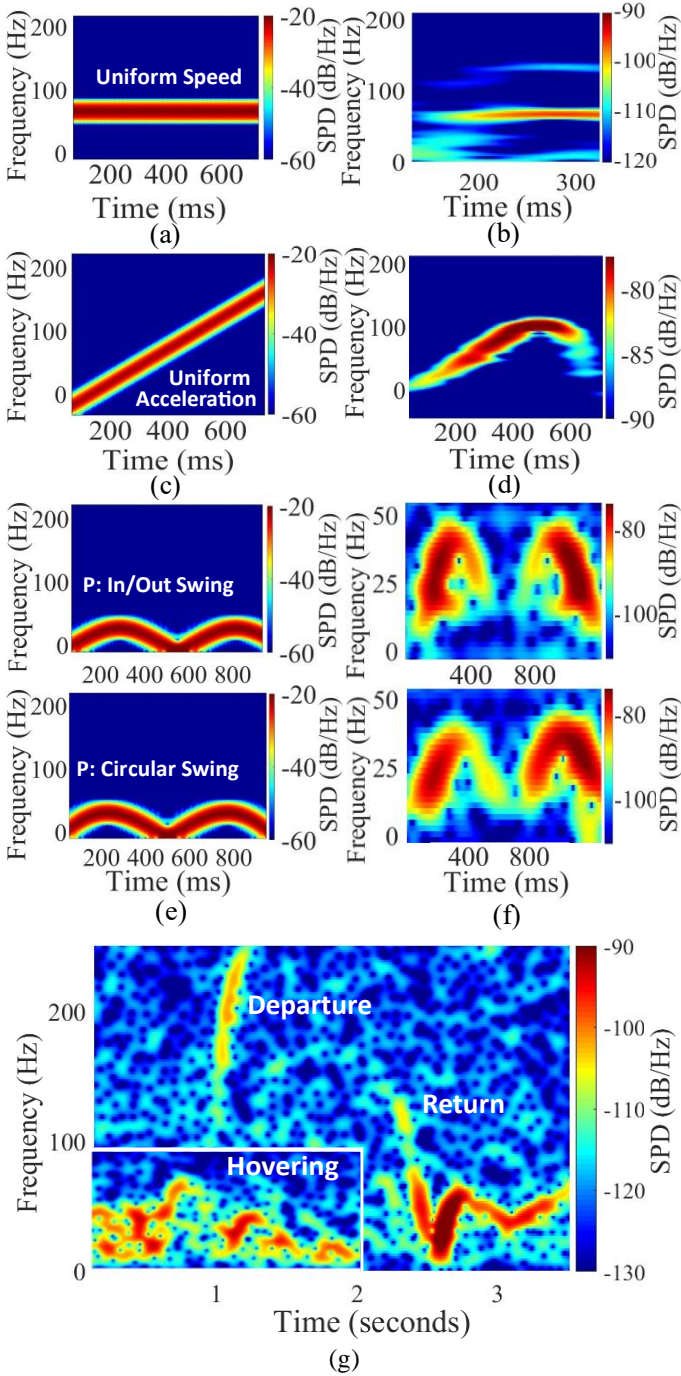 Frequency (Hz)
200
100
0
Uniform Speed
200 400 600
Time (ms)
-20
-40
-60
SPD (dB/Hz)
(a)
Frequency (Hz)
200
100
0
200 300
Time (ms)
-90
-100
-110
-120
SPD (dB/Hz)
(b)
Frequency (Hz)
200
100
0
Uniform
Acceleration
200 400 600
Time (ms)
-20
-40
-60
SPD (dB/Hz)
(c)
Frequency (Hz)
200
100
0
200 400 600
Time (ms)
-80
-85
-90
SPD (dB/Hz)
(d)
Frequency (Hz)
200
100
0
P: In/Out Swing
200 400 600 800
-20
-40
-60
SPD (dB/Hz)
Frequency (Hz)
50
25
0
400 800
-80
-100
SPD (dB/Hz)
Frequency (Hz)
200
100
0
P: Circular Swing
200 400 600 800
Time (ms)
-20
-40
-60
SPD (dB/Hz)
(e)
Frequency (Hz)
50
25
0
400 800
Time (ms)
-80
-100
SPD (dB/Hz)
(f)
Frequency (Hz)
200
100
0
Departure
Return
Hovering
1 2 3
Time (seconds)
-90
-100
-110
-120
-130
SPD (dB/Hz)
(g)